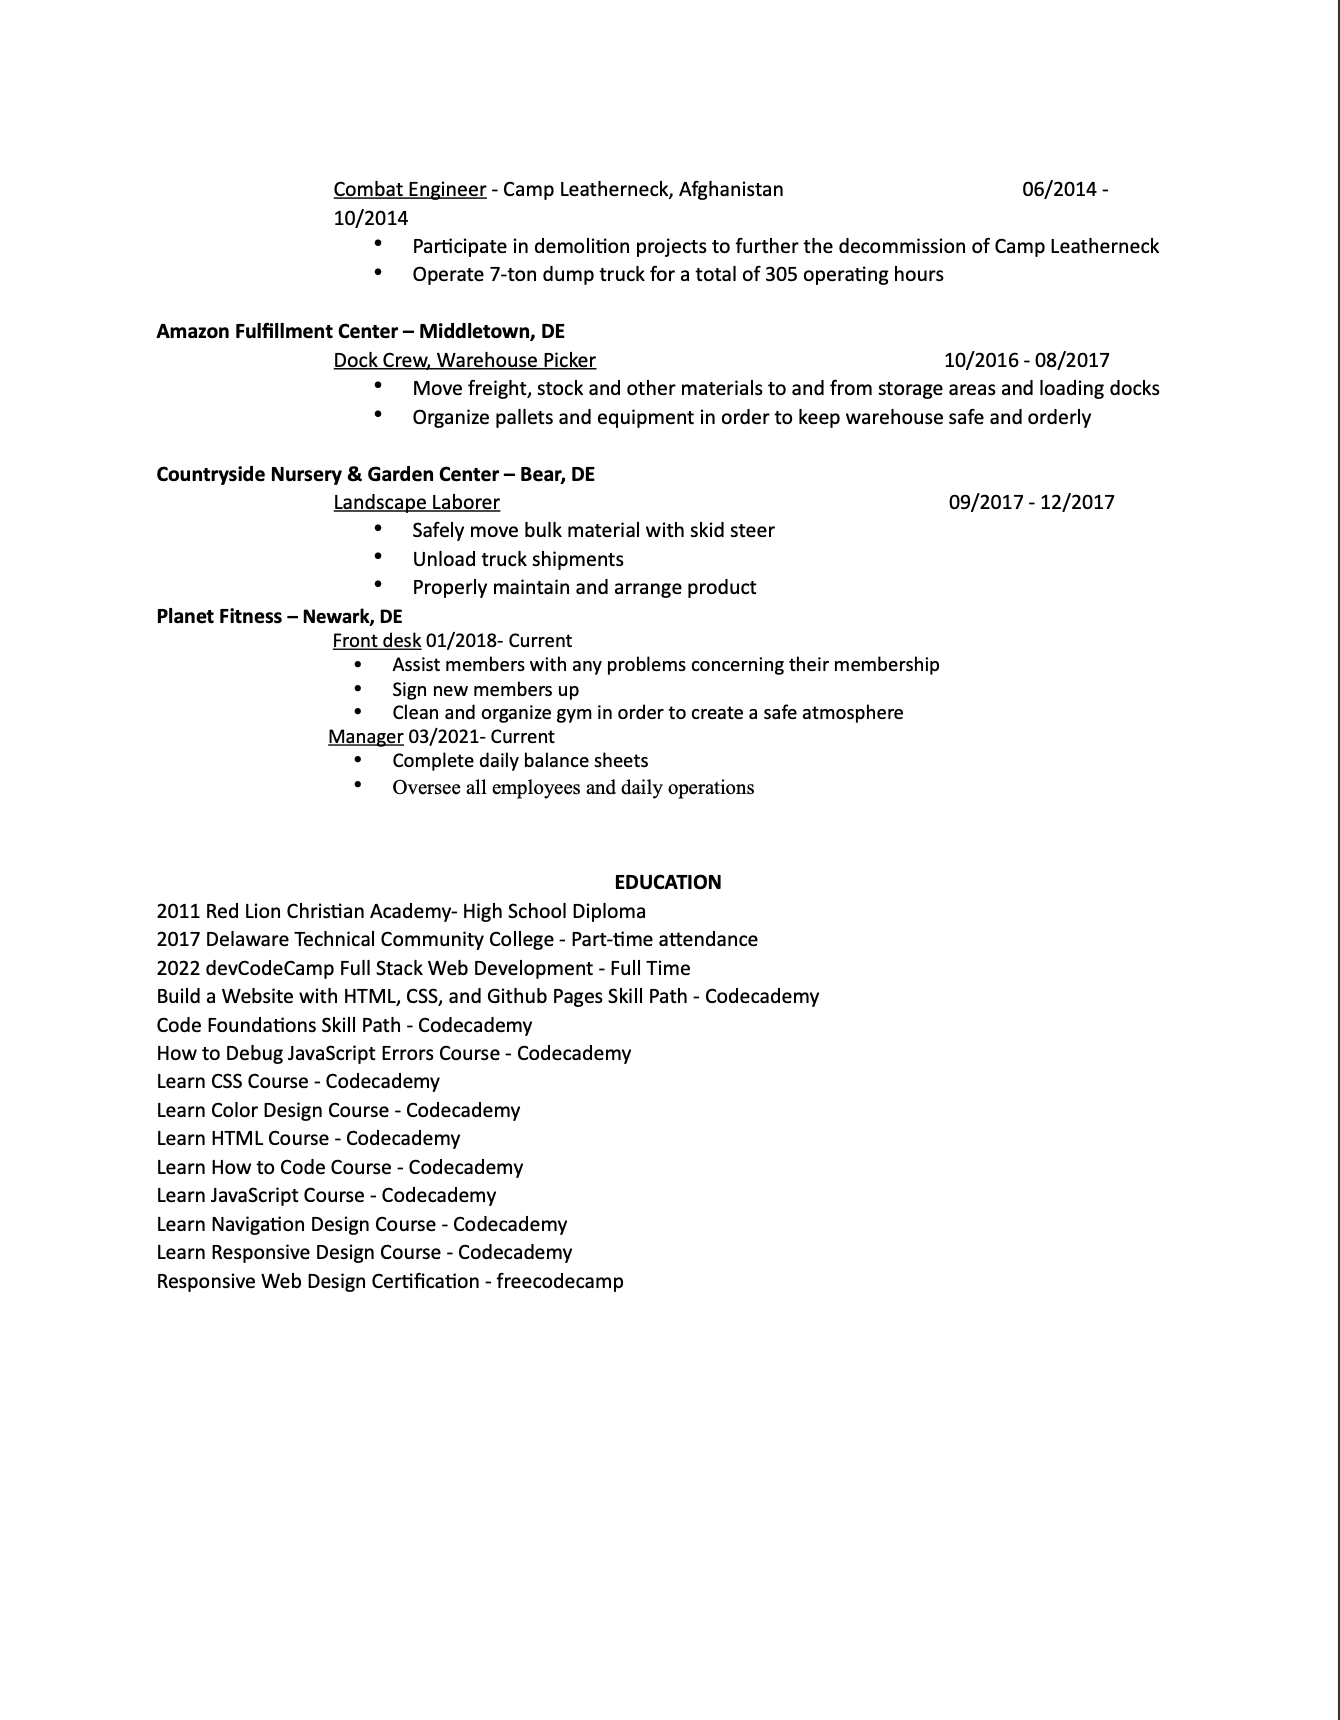 Combat Engineer - Camp Leatherneck, Afghanistan 06/2014 -
10/2014
• Participate in demolition projects to further the decommission of Camp Leatherneck
• Operate 7-ton dump truck for a total of 305 operating hours
Amazon Fulfillment Center – Middletown, DE
Dock Crew, Warehouse Picker 10/2016 - 08/2017
• Move freight, stock and other materials to and from storage areas and loading docks
• Organize pallets and equipment in order to keep warehouse safe and orderly
Countryside Nursery & Garden Center – Bear, DE
Landscape Laborer 09/2017 - 12/2017
• Safely move bulk material with skid steer
• Unload truck shipments
• Properly maintain and arrange product
Planet Fitness – Newark, DE
Front desk 01/2018- Current
• Assist members with any problems concerning their membership
• Sign new members up
• Clean and organize gym in order to create a safe atmosphere
Manager 03/2021- Current
• Complete daily balance sheets
• Oversee all employees and daily operations
EDUCATION
2011 Red Lion Christian Academy- High School Diploma
2017 Delaware Technical Community College - Part-time attendance
2022 devCodeCamp Full Stack Web Development - Full Time
Build a Website with HTML, CSS, and Github Pages Skill Path - Codecademy
Code Foundations Skill Path - Codecademy
How to Debug JavaScript Errors Course - Codecademy
Learn CSS Course - Codecademy
Learn Color Design Course - Codecademy
Learn HTML Course - Codecademy
Learn How to Code Course - Codecademy
Learn JavaScript Course - Codecademy
Learn Navigation Design Course - Codecademy
Learn Responsive Design Course - Codecademy
Responsive Web Design Certification - freecodecamp